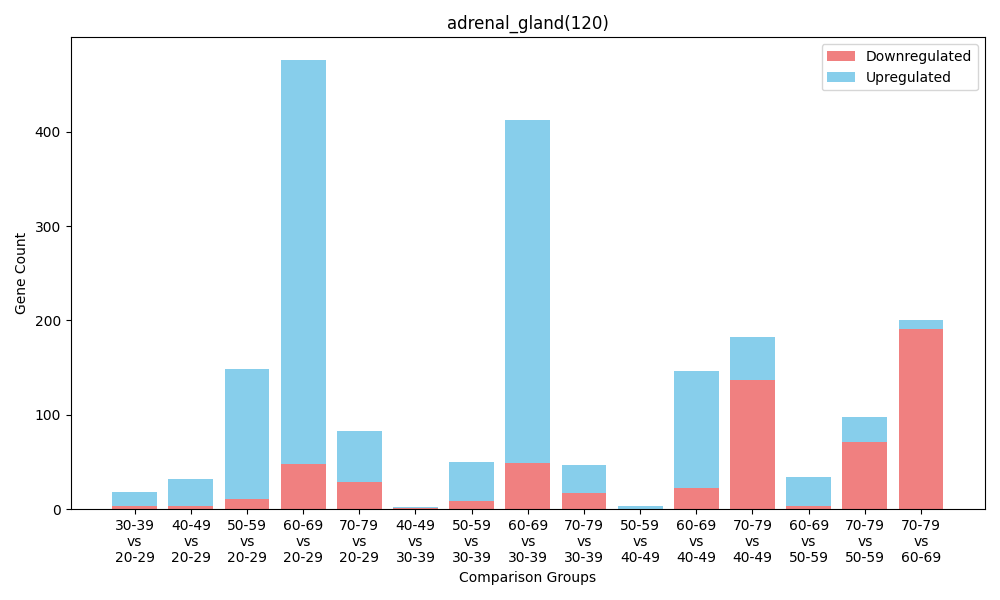 adrenal_gland(120)
Downregulated
Upregulated
Gene Count
400
300
200
100
0
30-39 vs 20-29
40-49 vs 20-29
50-59 vs 20-29
60-69 vs 20-29
70-79 vs 20-29
40-49 vs 30-39
50-59 vs 30-39
60-69 vs 30-39
70-79 vs 30-39
50-59 vs 40-49
60-69 vs 40-49
70-79 vs 40-49
60-69 vs 50-59
70-79 vs 50-59
70-79 vs 60-69
Comparison Groups